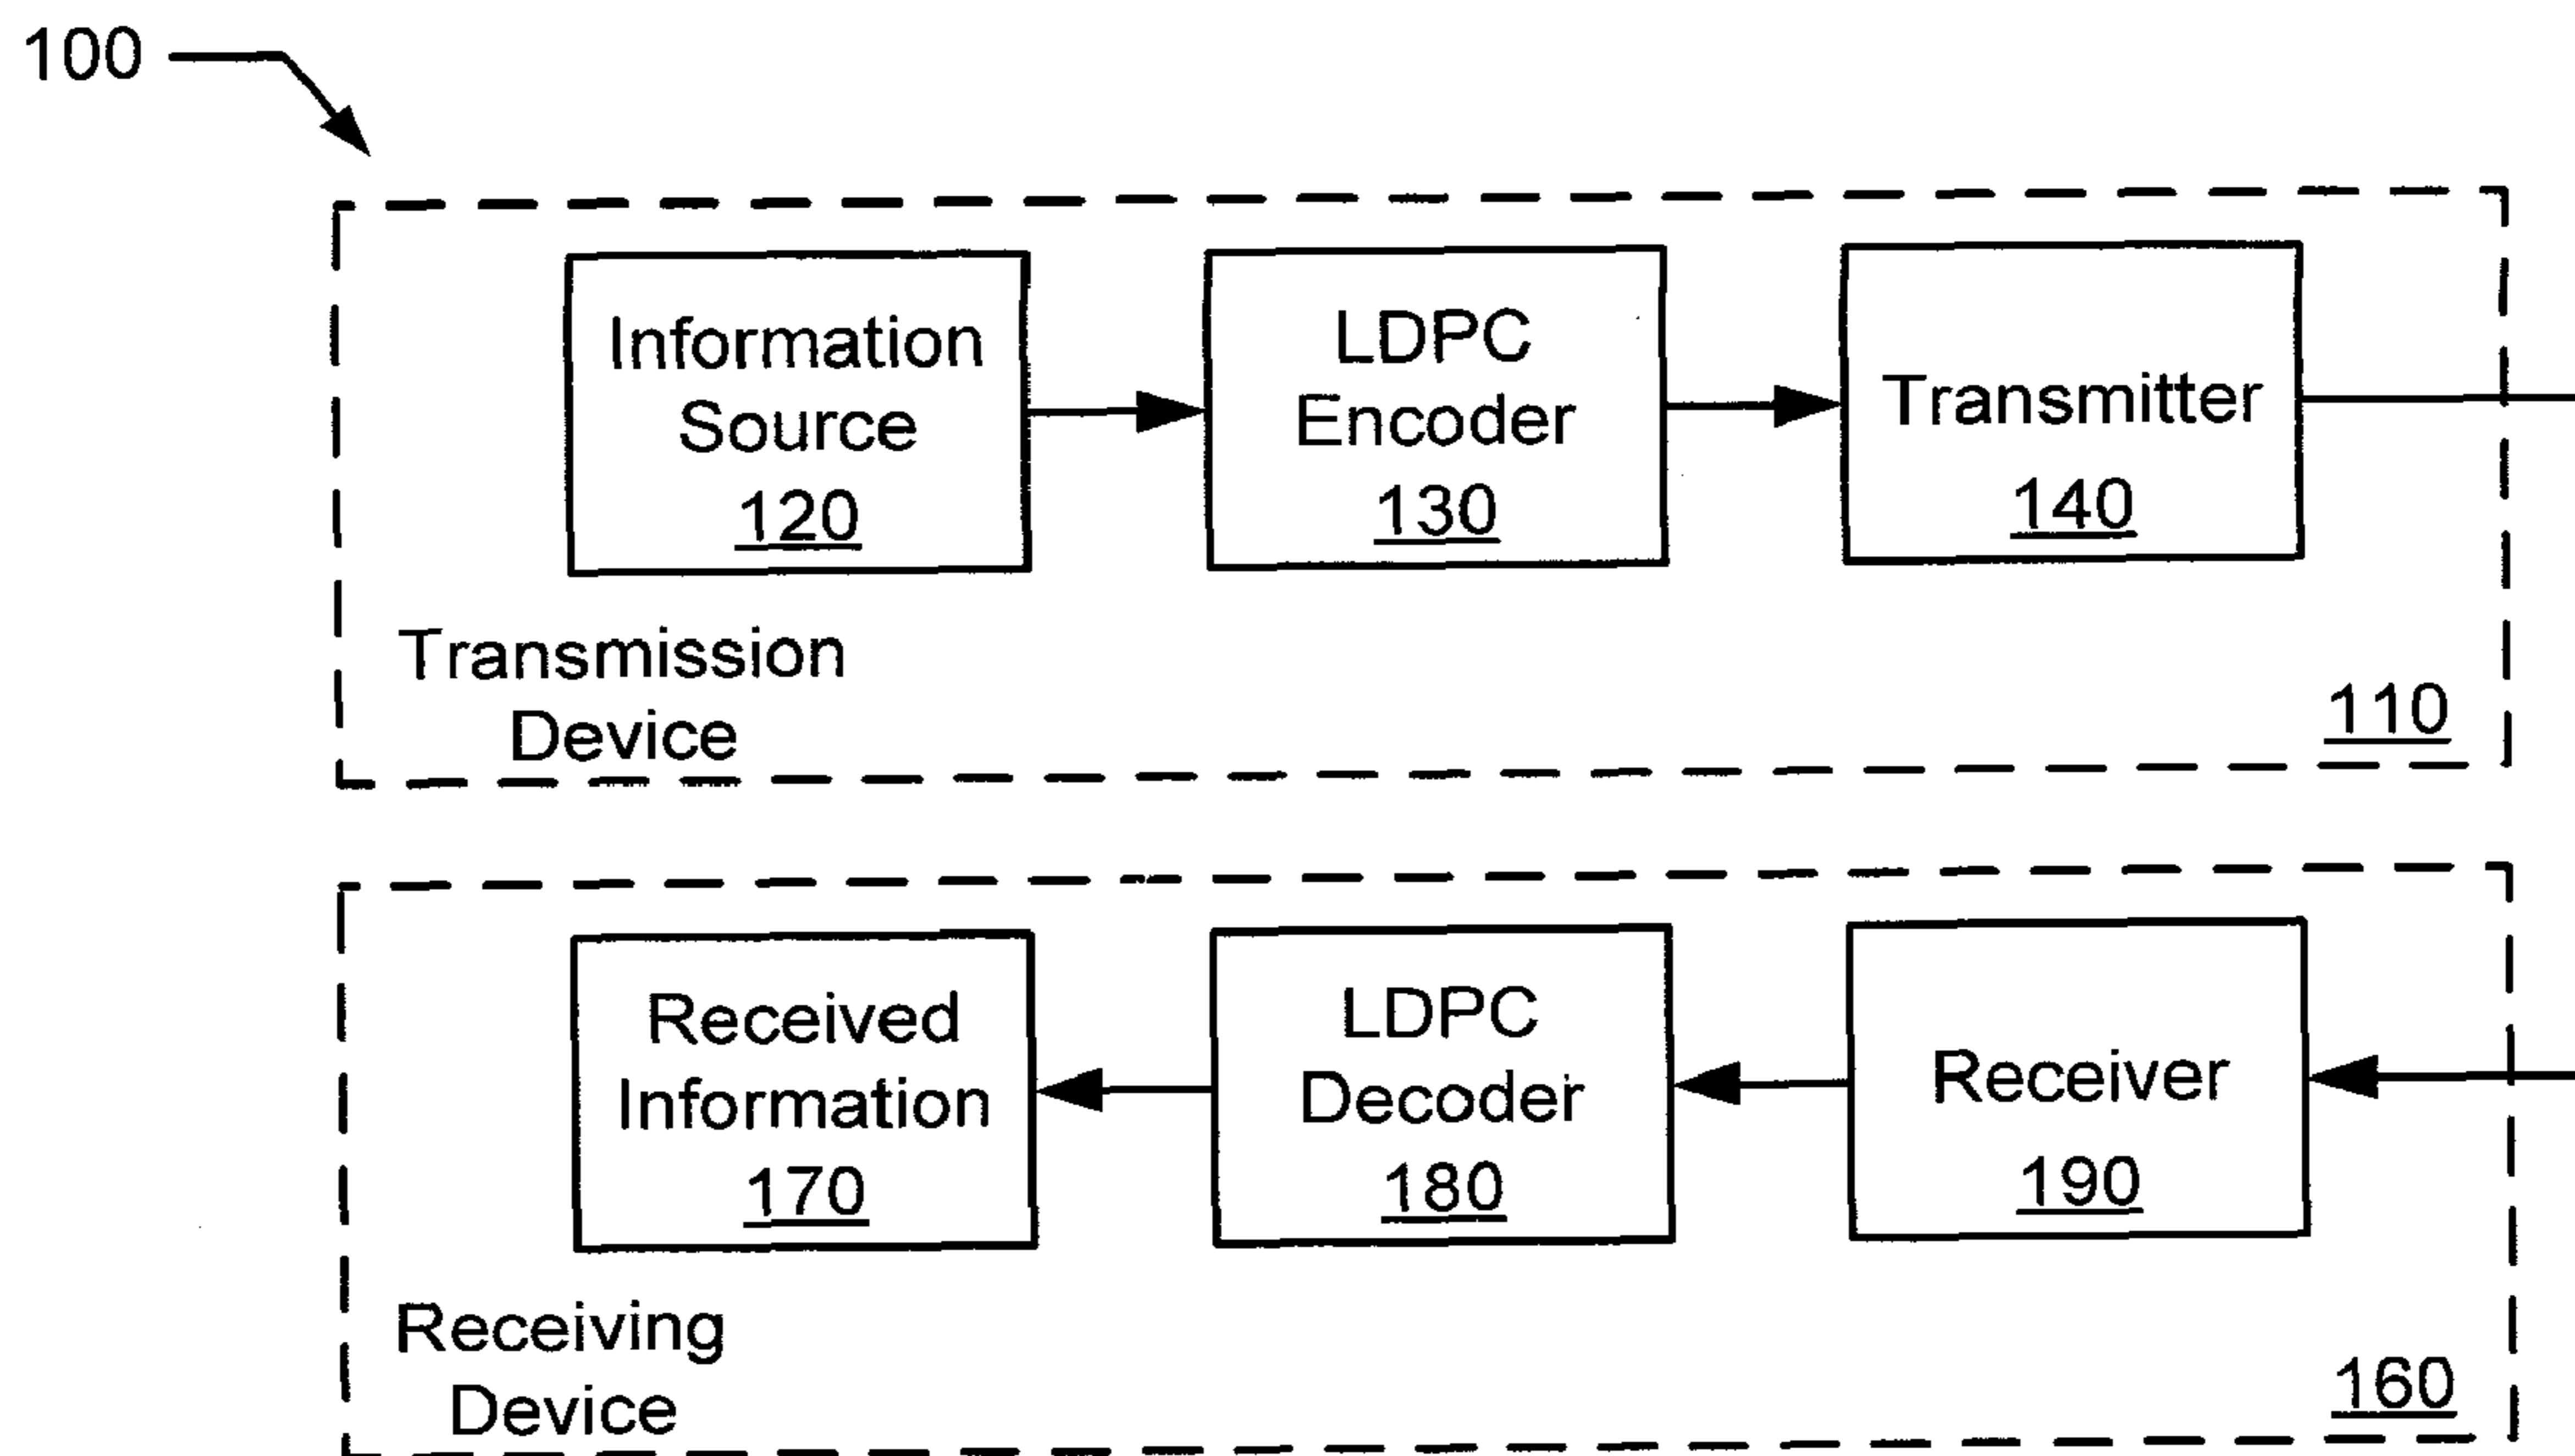 100
Information
Source
120
LDPC
Encoder
130
Transmitter
140
Transmission
Device
110
Received
Information
170
LDPC
Decoder
180
Receiver
190
Receiving
Device
160